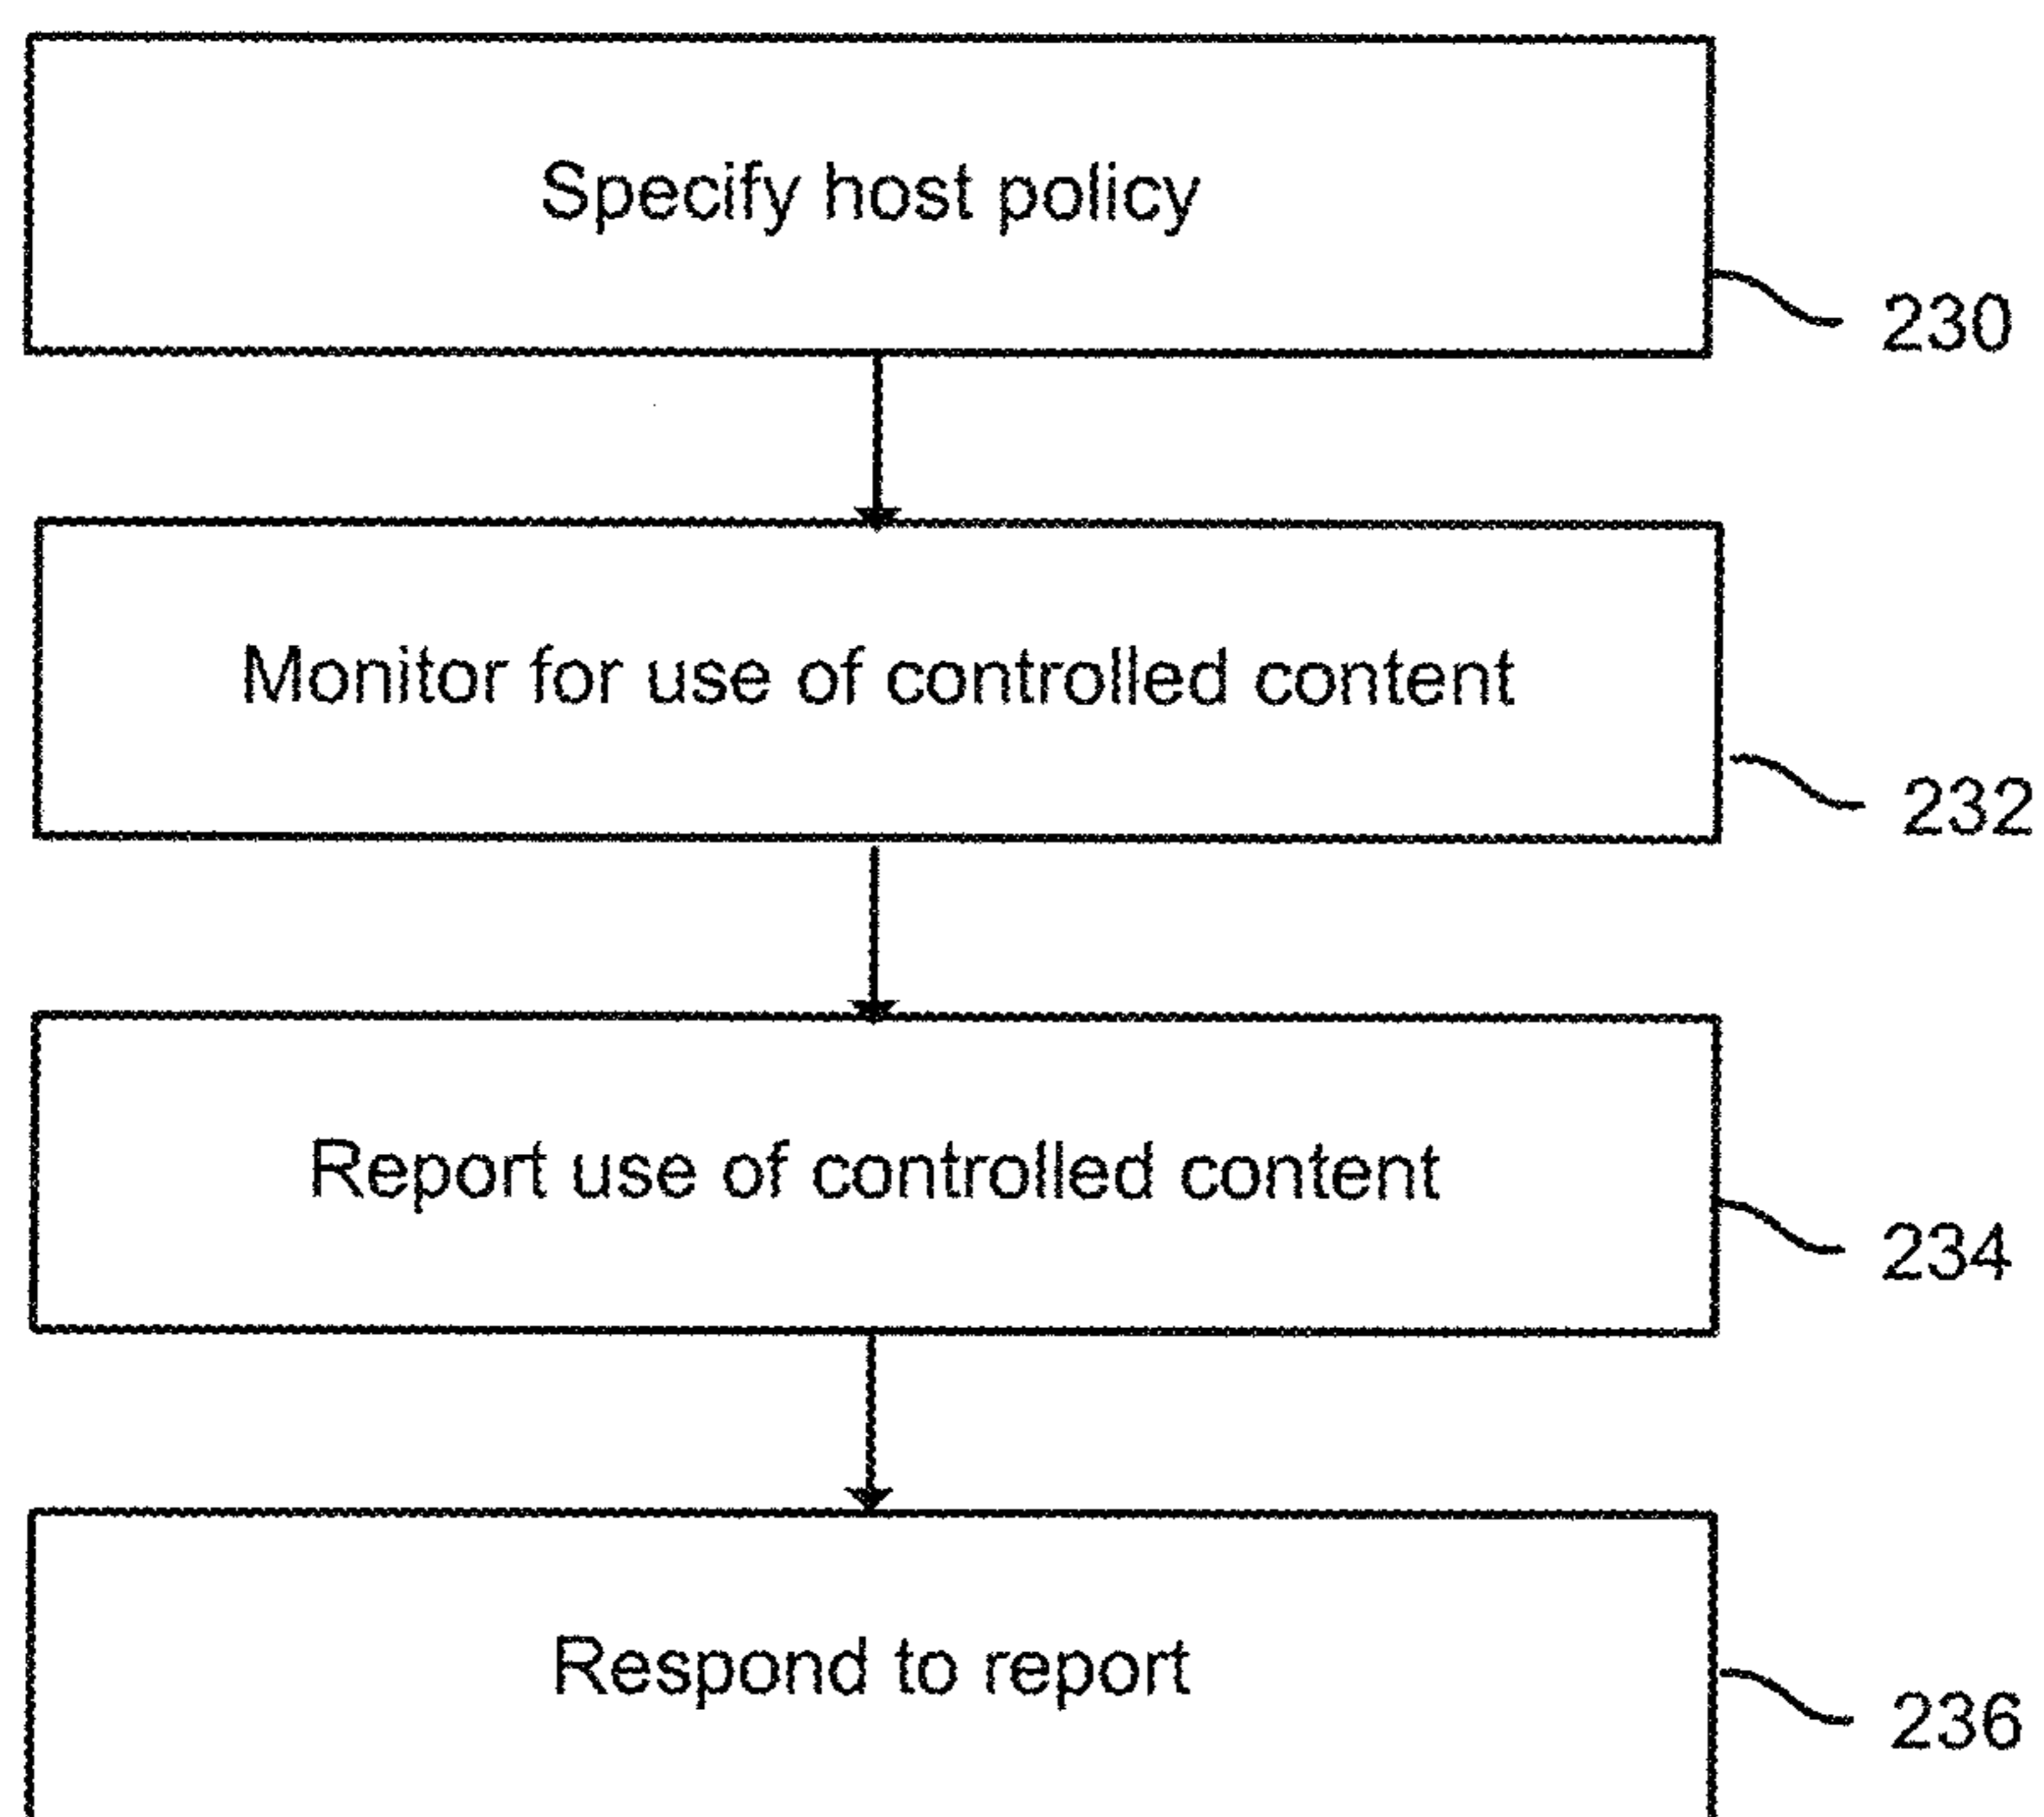 Specify host policy
230
Monitor for use of controlled content
232
Report use of controlled content
234
Respond to report
236